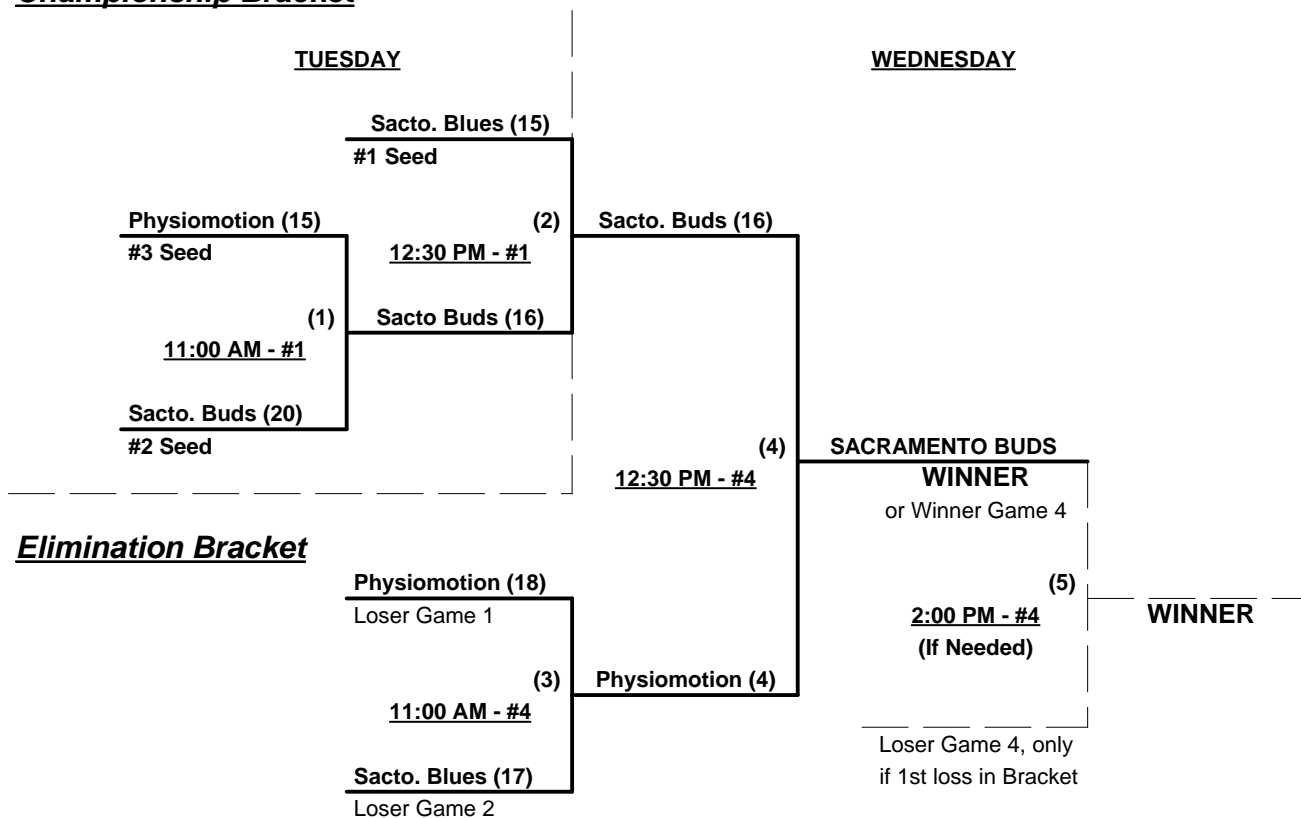 Championship Bracket
TUESDAY
WEDNESDAY
Sacto. Blues (15)
#1 Seed
Physiomotion (15)
#3 Seed
(2)
12:30 PM - #1
Sacto. Buds (16)
(1)
11:00 AM - #1
Sacto Buds (16)
Sacto. Buds (20)
#2 Seed
(4)
12:30 PM - #4
SACRAMENTO BUDS
WINNER
or Winner Game 4
Elimination Bracket
Physiomotion (18)
Loser Game 1
(5)
2:00 PM - #4
(If Needed)
WINNER
(3)
11:00 AM - #4
Physiomotion (4)
Loser Game 4, only
if 1st loss in Bracket
Sacto. Blues (17)
Loser Game 2